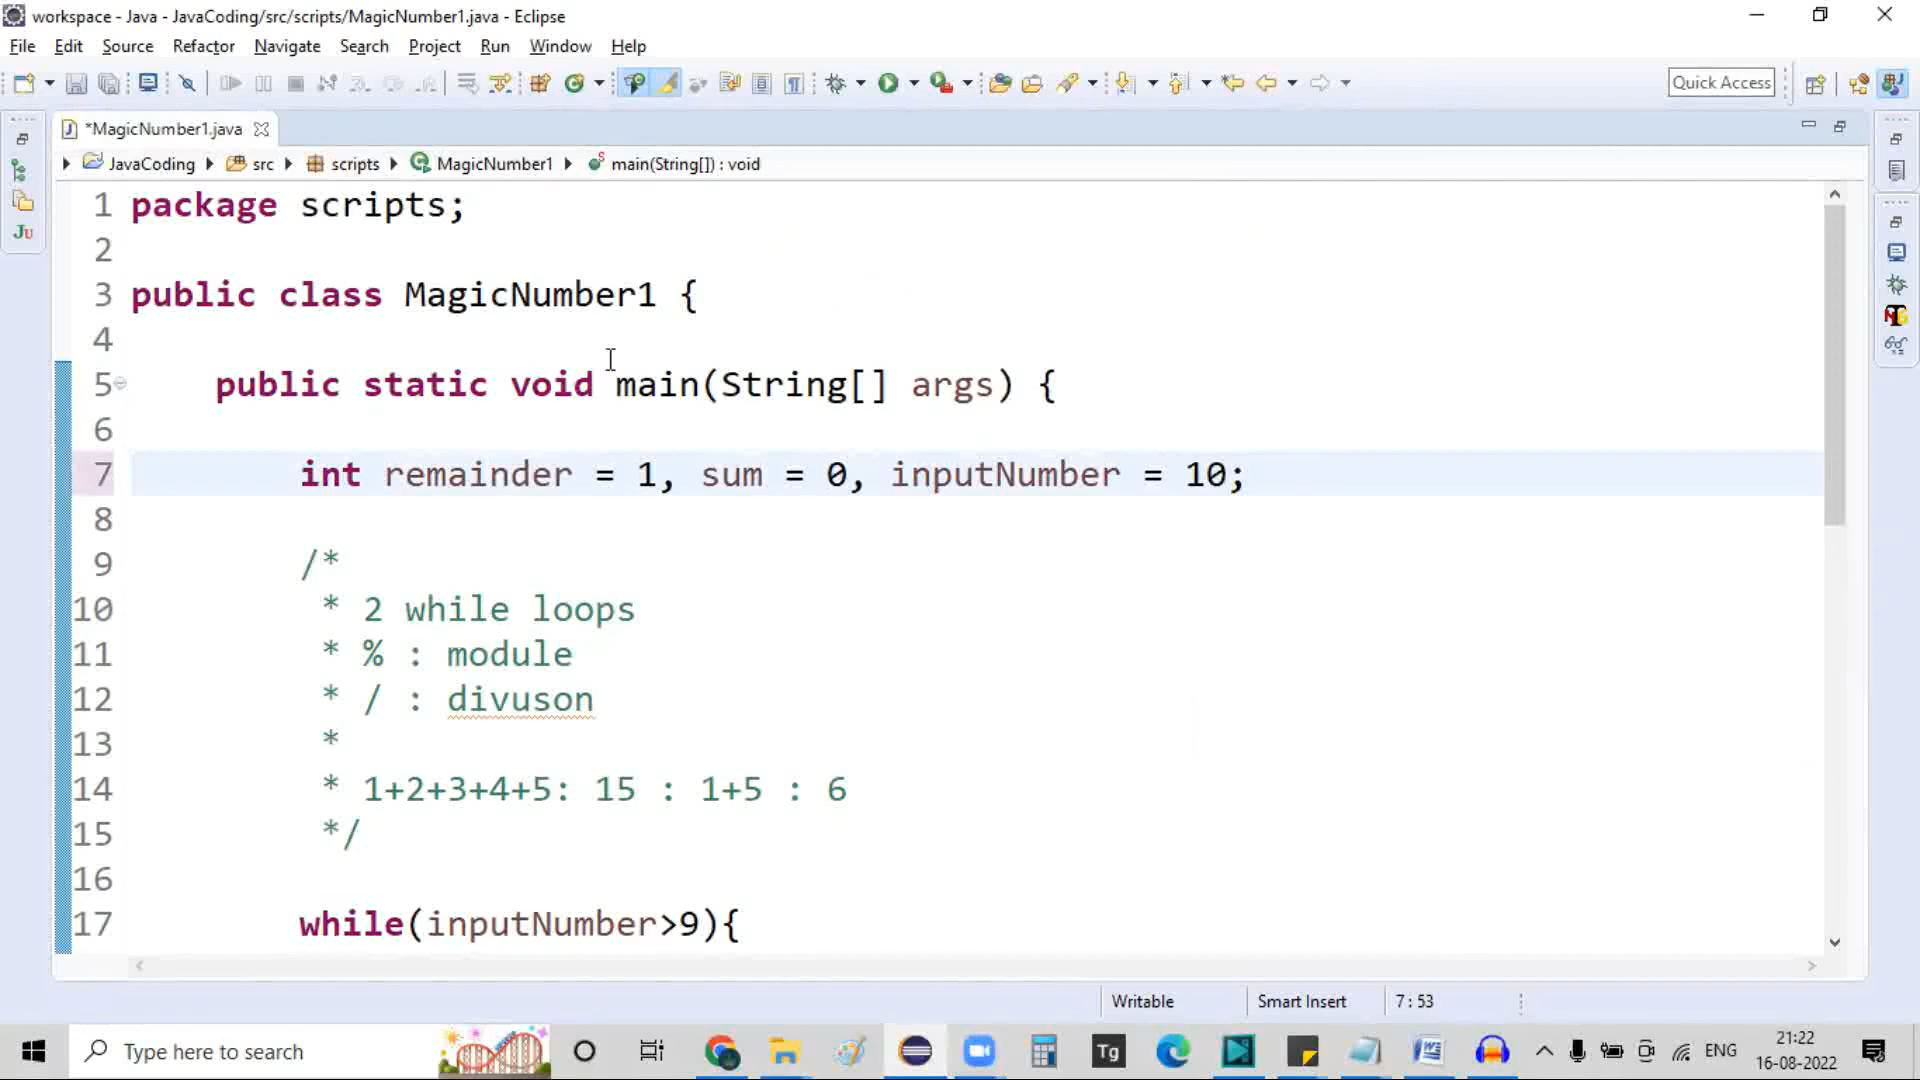 workspace - Java - JavaCoding/src/scripts/MagicNumber1.java - Eclipse
File Edit Source Refactor Navigate Search Project Run Window Help
Quick Access
*MagicNumber1.java
JavaCoding src scripts MagicNumber1 main(String[]) : void
1 package scripts;
2
3 public class MagicNumber1 {
4
5 public static void main(String[] args) {
6
7 int remainder = 1, sum = 0, inputNumber = 10;
8
9 /*
10 * 2 while loops
11 * % : module
12 * / : divuson
13 *
14 * 1+2+3+4+5: 15 : 1+5 : 6
15 */
16
17 while(inputNumber>9){
Ju
Writable Smart Insert 7 : 53
Type here to search
Tg
ENG
21:22
16-08-2022